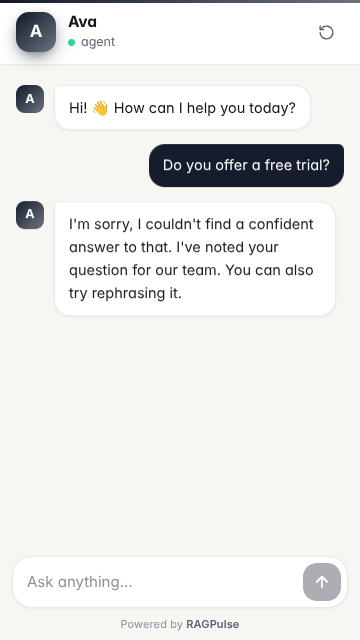 A
Ava
agent
A
Hi! 👋 How can I help you today?
Do you offer a free trial?
A
I'm sorry, I couldn't find a confident
answer to that. I've noted your
question for our team. You can also
try rephrasing it.
Ask anything...
Powered by RAGPulse